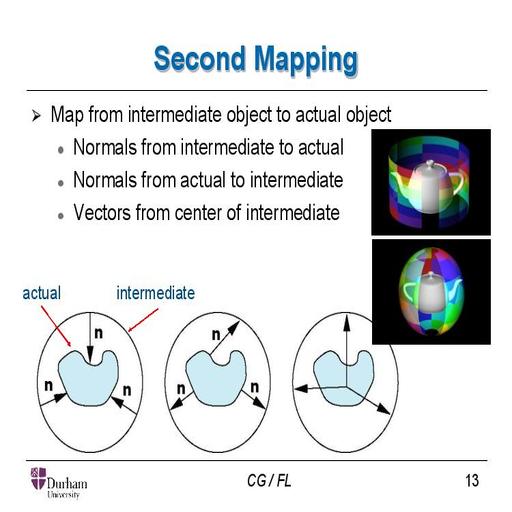 Second Mapping
➢ Map from intermediate object to actual object
• Normals from intermediate to actual
• Normals from actual to intermediate
• Vectors from center of intermediate
actual intermediate
n n
n n n n
Durham
University
CG / FL
13